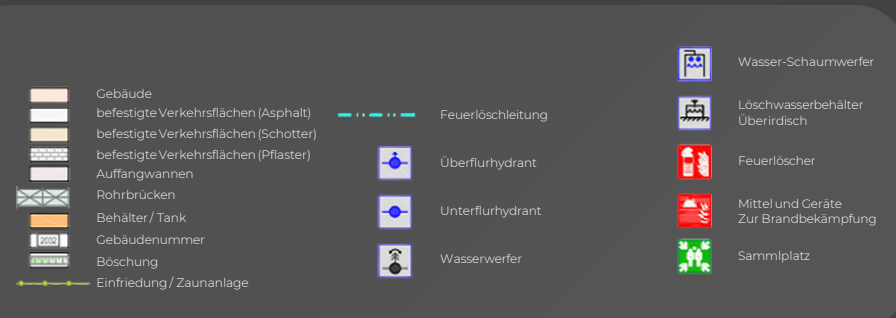 Gebäude
befestigte Verkehrsflächen (Asphalt)
befestigte Verkehrsflächen (Schotter)
befestigte Verkehrsflächen (Pflaster)
Auffangwannen
Rohrbrücken
Behälter / Tank
2002
Gebäudenummer
Böschung
Einfriedung / Zaunanlage
Feuerlöschleitung
Überflurhydrant
Unterflurhydrant
Wasserwerfer
Wasser-Schaumwerfer
Löschwasserbehälter
Überirdisch
Feuerlöscher
Mittel und Geräte
Zur Brandbekämpfung
Sammlplatz